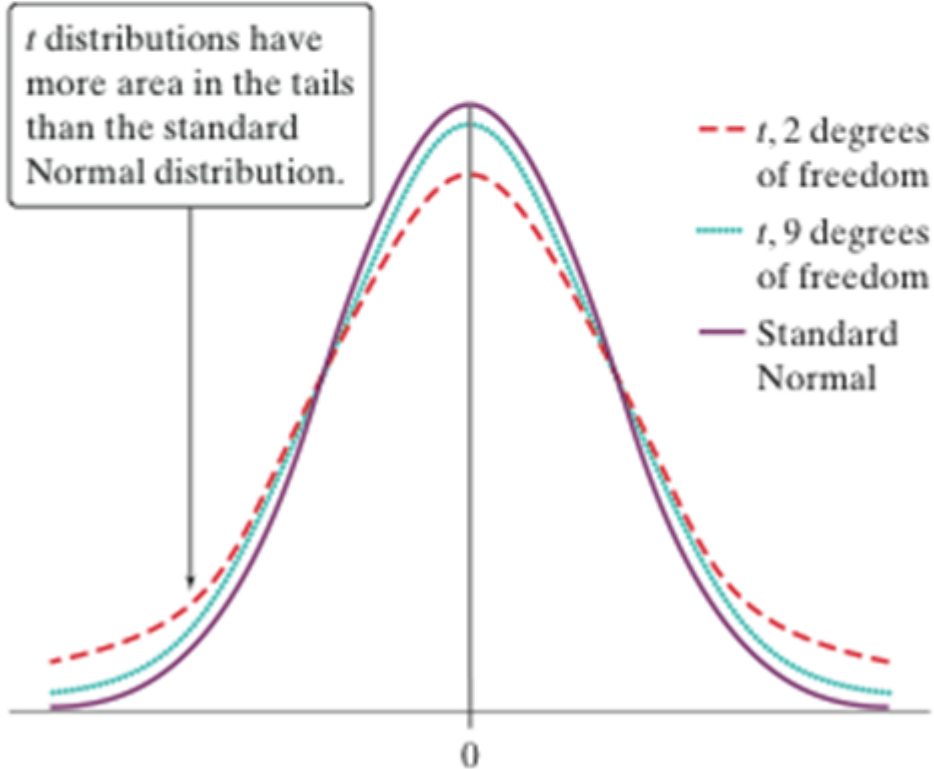 t distributions have
more area in the tails
than the standard
Normal distribution.
t, 2 degrees
of freedom
t, 9 degrees
of freedom
Standard
Normal
0